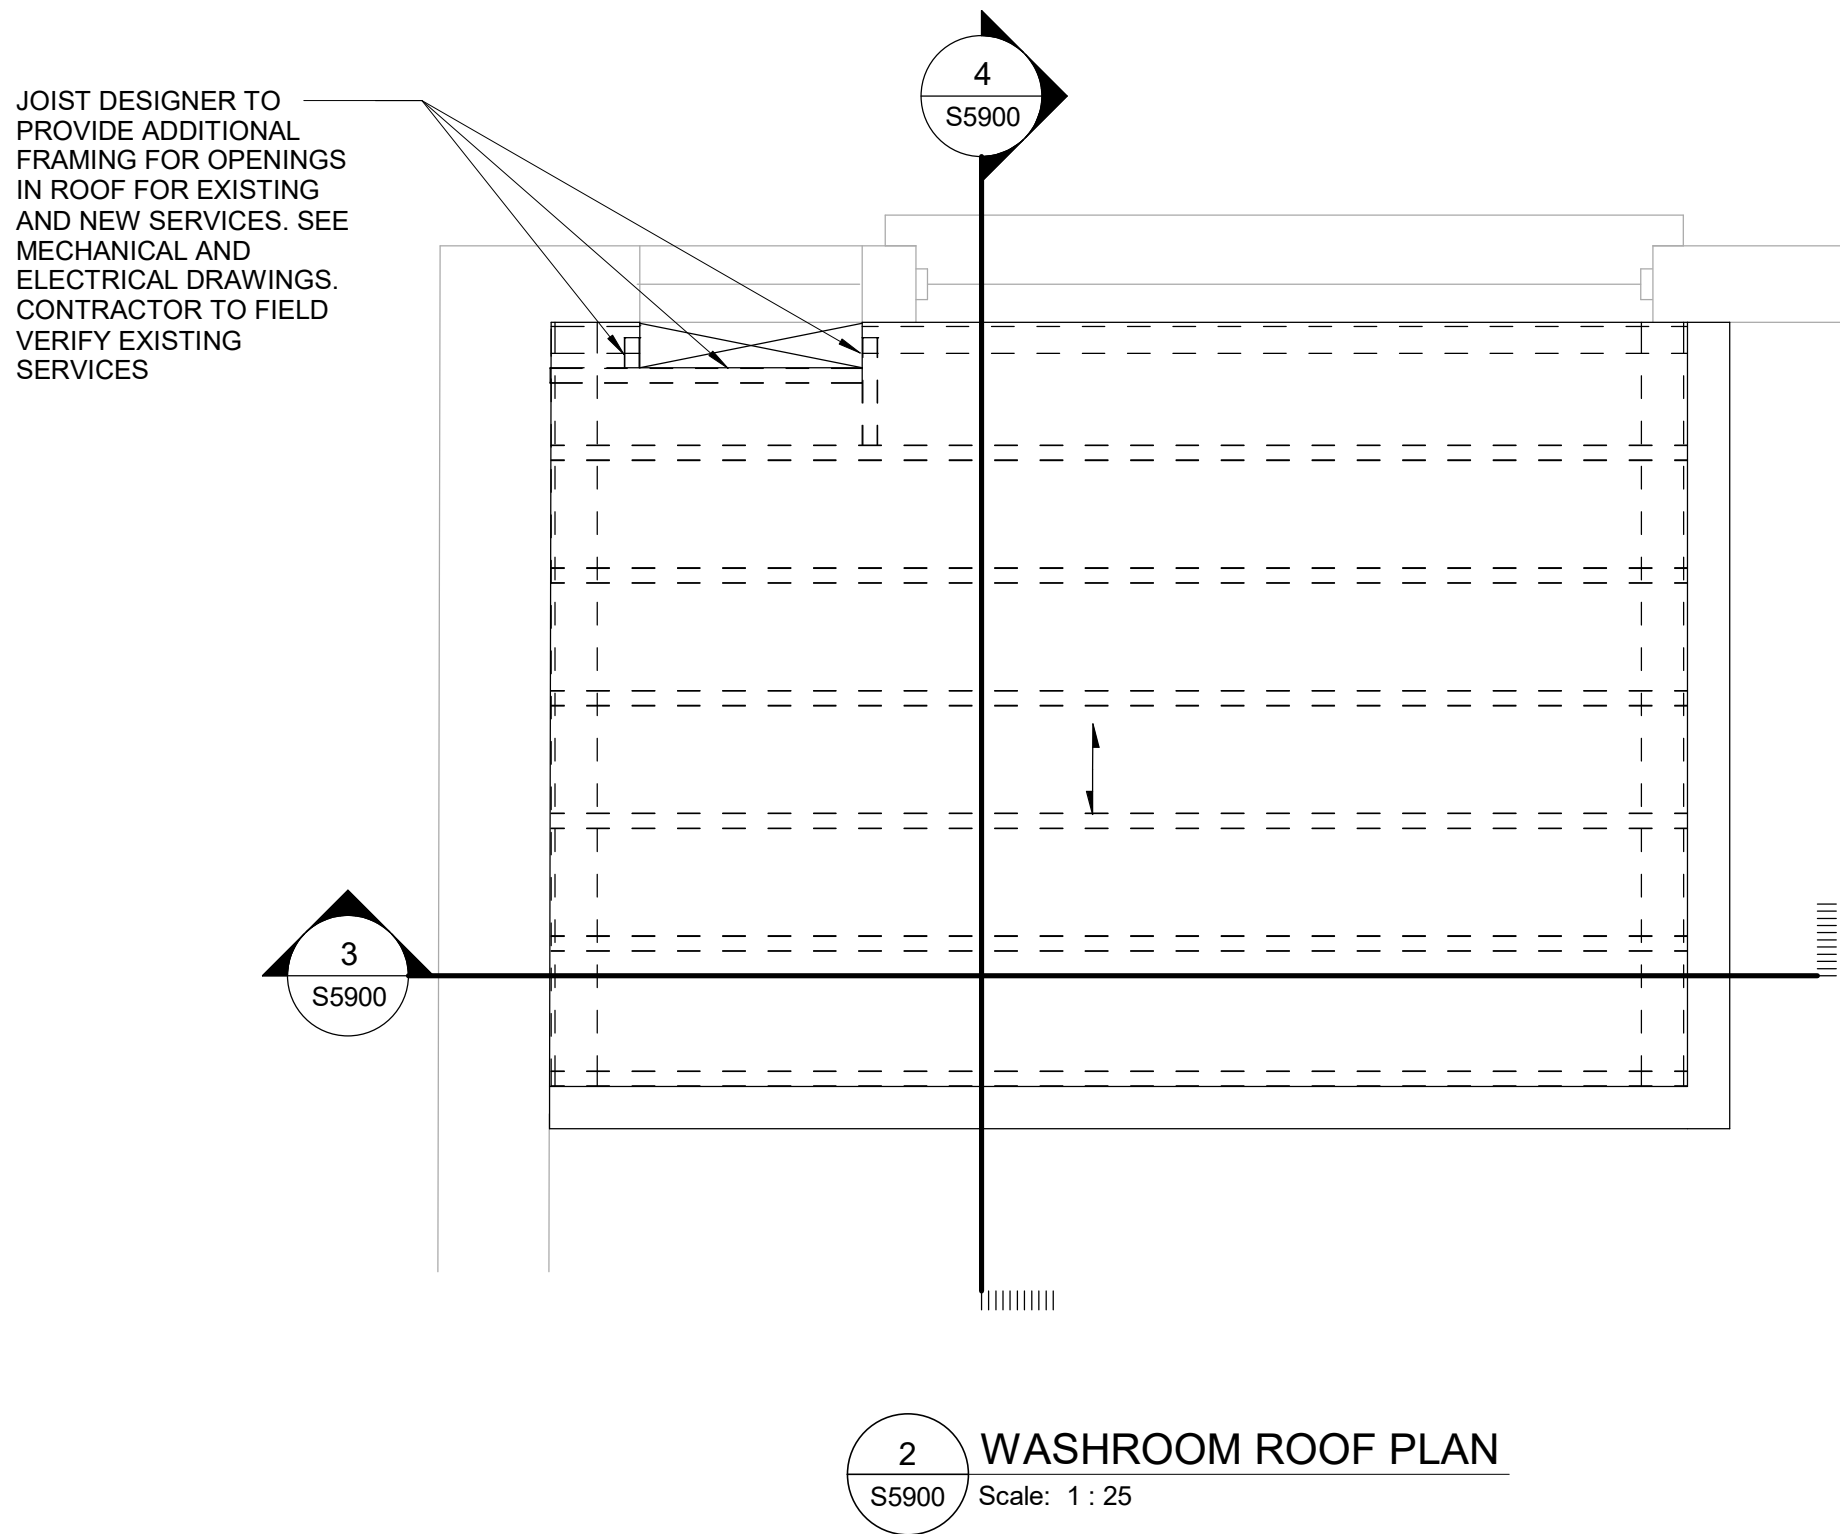 4
S5900
JOIST DESIGNER TO
PROVIDE ADDITIONAL
FRAMING FOR OPENINGS
IN ROOF FOR EXISTING
AND NEW SERVICES. SEE
MECHANICAL AND
ELECTRICAL DRAWINGS.
CONTRACTOR TO FIELD
VERIFY EXISTING
SERVICES
3
S5900
2
S5900
WASHROOM ROOF PLAN
Scale: 1 : 25